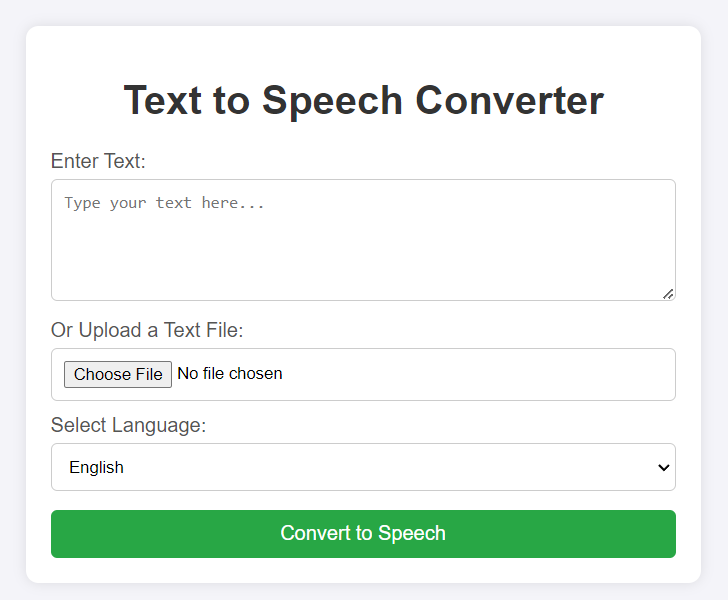 Text to Speech Converter
Enter Text:
Type your text here...
Or Upload a Text File:
Choose File No file chosen
Select Language:
English
Convert to Speech